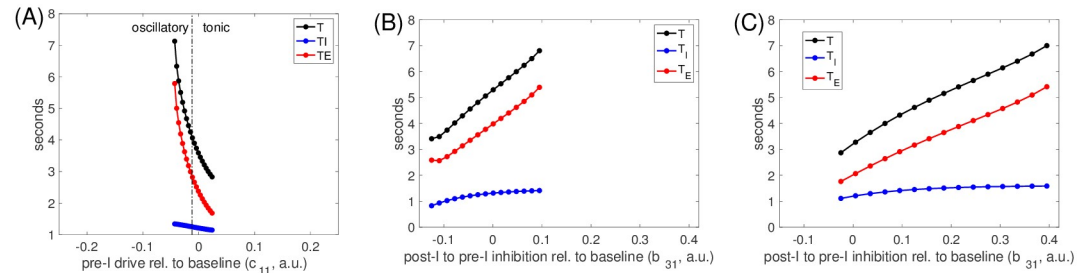 (A)
8
7
6
5
4
3
2
1
seconds
oscillatory
tonic
T
TI
TE
-0.2
-0.1
0
0.1
0.2
pre-I drive rel. to baseline (c11, a.u.)
(B)
8
7
6
5
4
3
2
1
0
seconds
T
TI
TE
-0.1
0
0.1
0.2
0.3
0.4
post-I to pre-I inhibition rel. to baseline (b31, a.u.)
(C)
8
7
6
5
4
3
2
1
0
seconds
T
TI
TE
-0.1
0
0.1
0.2
0.3
0.4
post-I to pre-I inhibition rel. to baseline (b31, a.u.)